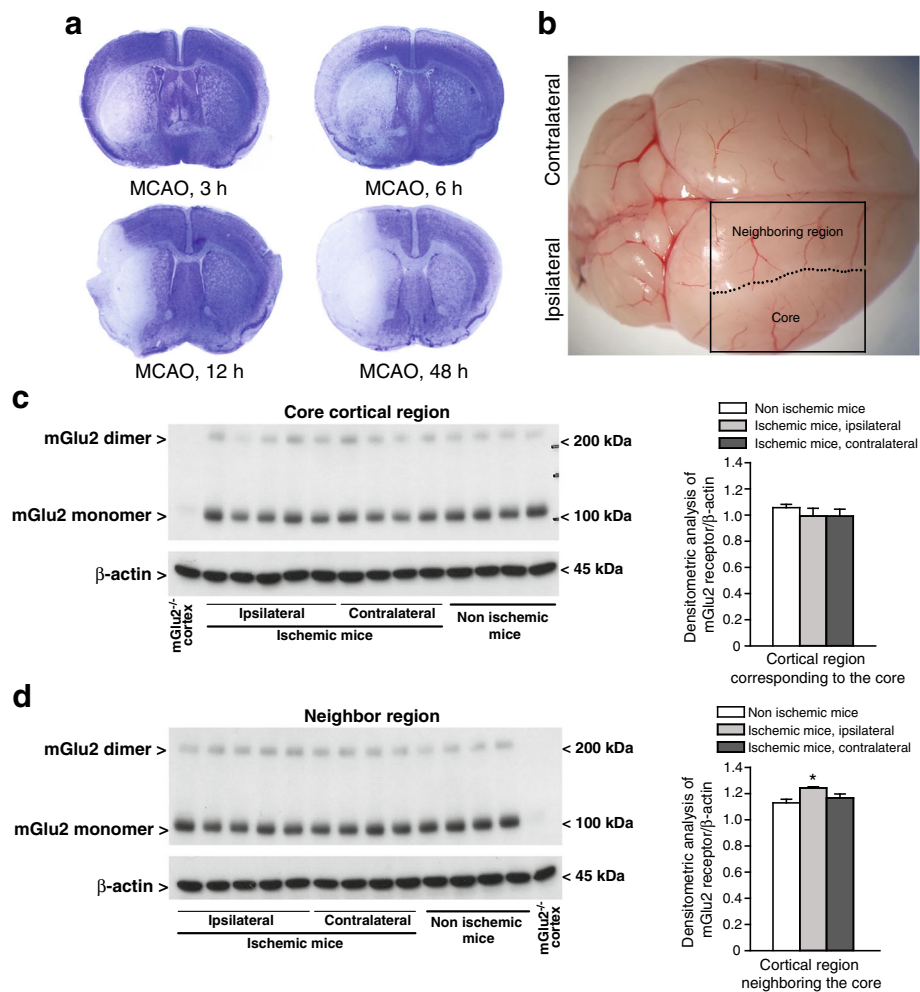 a
MCAO, 3 h
MCAO, 6 h
MCAO, 12 h
MCAO, 48 h
b
Contralateral
Ipsilateral
Neighboring region
Core
c
Core cortical region
mGlu2 dimer >
mGlu2 monomer >
β-actin >
< 200 kDa
< 100 kDa
< 45 kDa
mGlu2-/-
cortex
Ipsilateral
Contralateral
Ischemic mice
Non ischemic
mice
Non ischemic mice
Ischemic mice, ipsilateral
Ischemic mice, contralateral
Densitometric analysis of
mGlu2 receptor/β-actin
1.4
1.2
1.0
0.8
0.6
0.4
0.2
0
Cortical region
corresponding to the core
d
Neighbor region
mGlu2 dimer >
mGlu2 monomer >
β-actin >
< 200 kDa
< 100 kDa
< 45 kDa
Ipsilateral
Contralateral
Ischemic mice
Non ischemic
mice
mGlu2-/-
cortex
Non ischemic mice
Ischemic mice, ipsilateral
Ischemic mice, contralateral
Densitometric analysis of
mGlu2 receptor/β-actin
1.4
1.2
1.0
0.8
0.6
0.4
0.2
0
*
Cortical region
neighboring the core